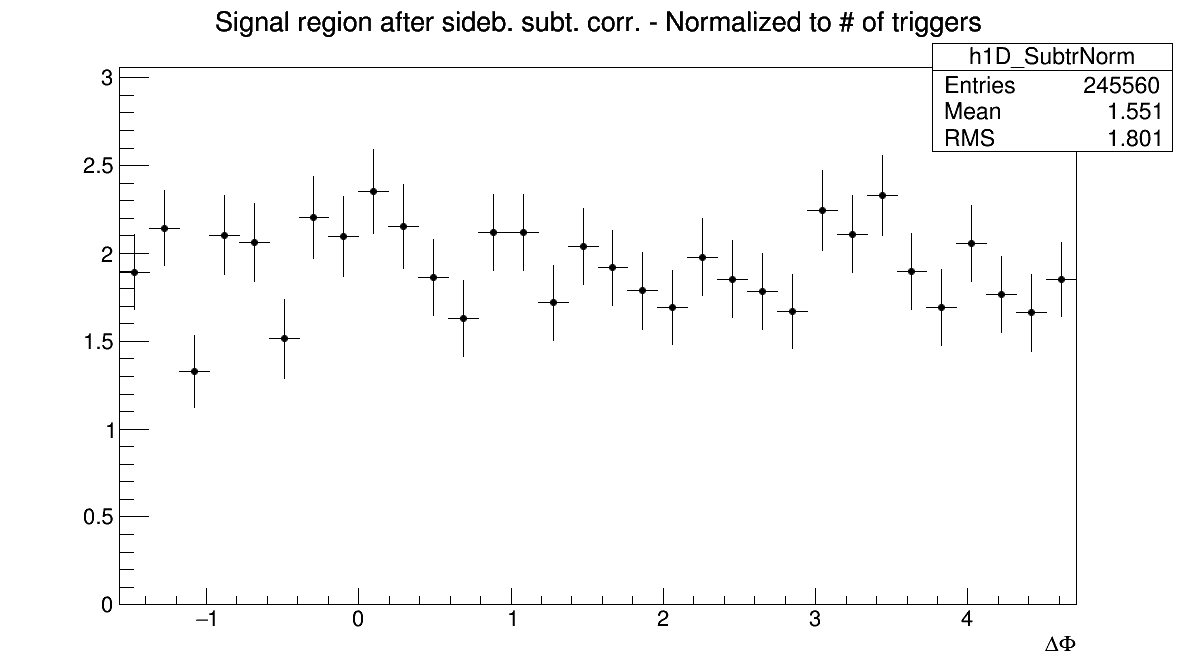 Signal region after sideb. subt. corr. - Normalized to # of triggers
h1D_SubtrNorm
Entries 245560
Mean 1.551
RMS 1.801
3
2.5
2
1.5
1
0.5
0
−1 0 1 2 3 4
ΔΦ